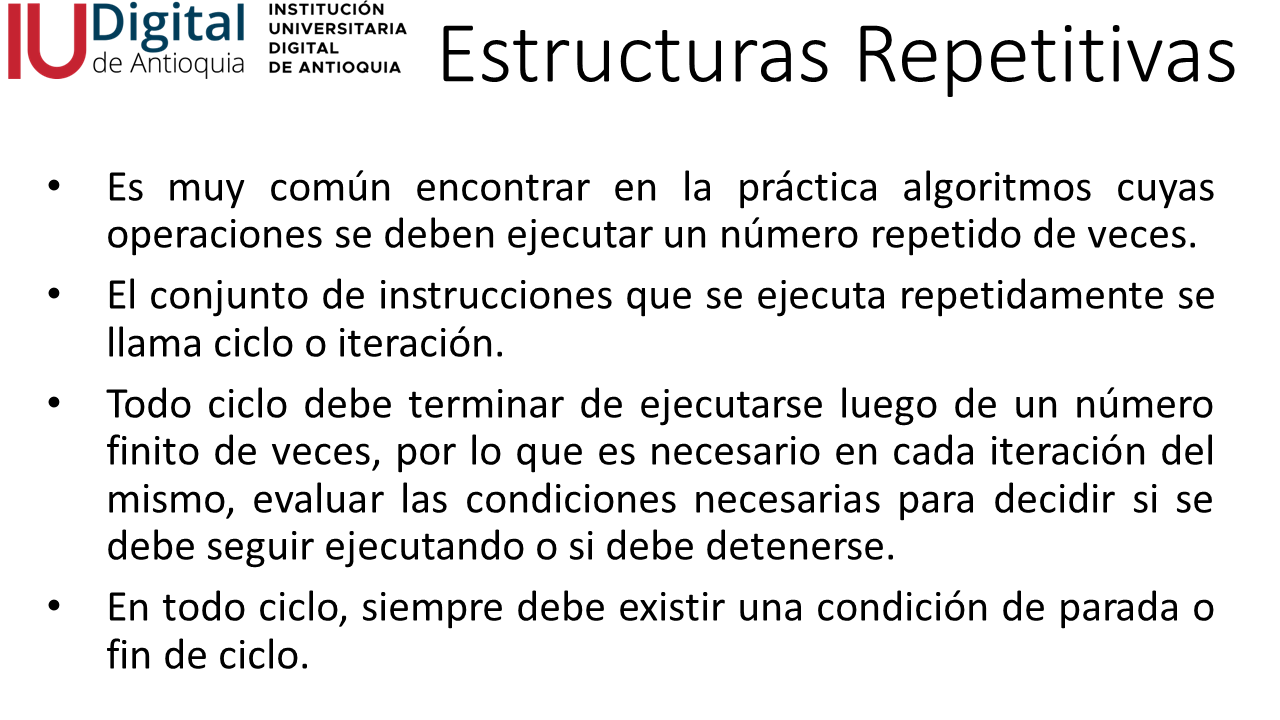 IU Digital
de Antioquia
INSTITUCIÓN
UNIVERSITARIA
DIGITAL
DE ANTIOQUIA
Estructuras Repetitivas
• Es muy común encontrar en la práctica algoritmos cuyas
operaciones se deben ejecutar un número repetido de veces.
• El conjunto de instrucciones que se ejecuta repetidamente se
llama ciclo o iteración.
• Todo ciclo debe terminar de ejecutarse luego de un número
finito de veces, por lo que es necesario en cada iteración del
mismo, evaluar las condiciones necesarias para decidir si se
debe seguir ejecutando o si debe detenerse.
• En todo ciclo, siempre debe existir una condición de parada o
fin de ciclo.